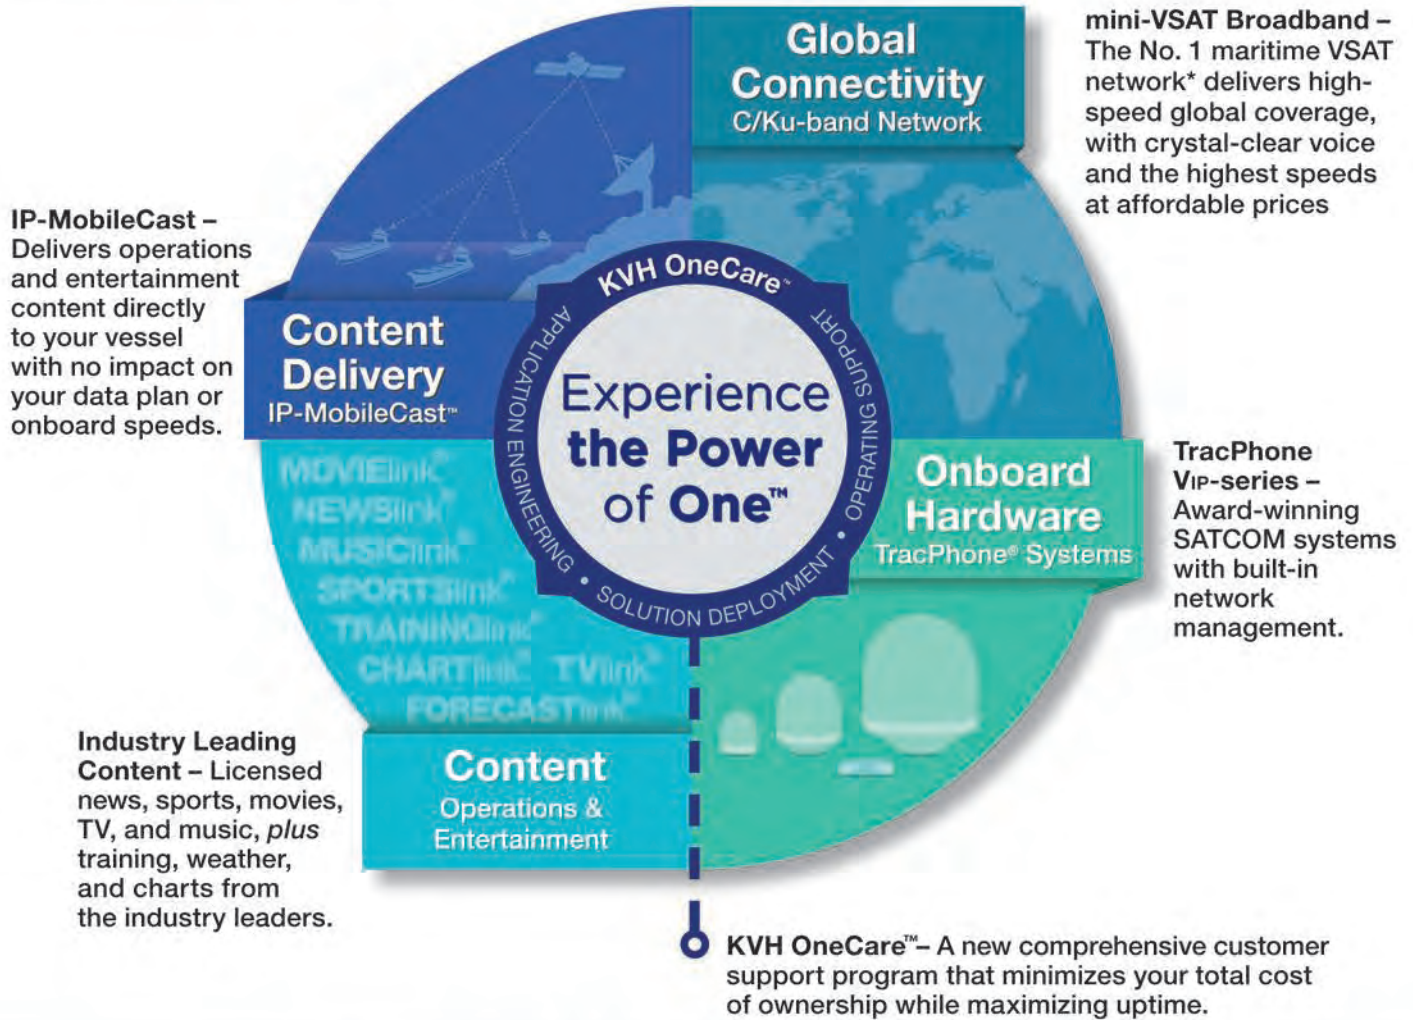 Global
Connectivity
C/Ku-band Network
mini-VSAT Broadband –
The No. 1 maritime VSAT
network* delivers high-
speed global coverage,
with crystal-clear voice
and the highest speeds
at affordable prices
IP-MobileCast –
Delivers operations
and entertainment
content directly
to your vessel
with no impact on
your data plan or
onboard speeds.
Content
Delivery
IP-MobileCast™
KVH OneCare™
APPLICATION ENGINEERING • SOLUTION DEPLOYMENT • OPERATING SUPPORT
Experience
the Power
of One™
Onboard
Hardware
TracPhone® Systems
TracPhone
VIP-series –
Award-winning
SATCOM systems
with built-in
network
management.
MOVIElink
NEWSlink
MUSIClink
SPORTSlink
TRAININGlink
CHARTlink TVlink
FORECASTlink
Content
Operations &
Entertainment
Industry Leading
Content – Licensed
news, sports, movies,
TV, and music, plus
training, weather,
and charts from
the industry leaders.
KVH OneCare™– A new comprehensive customer
support program that minimizes your total cost
of ownership while maximizing uptime.